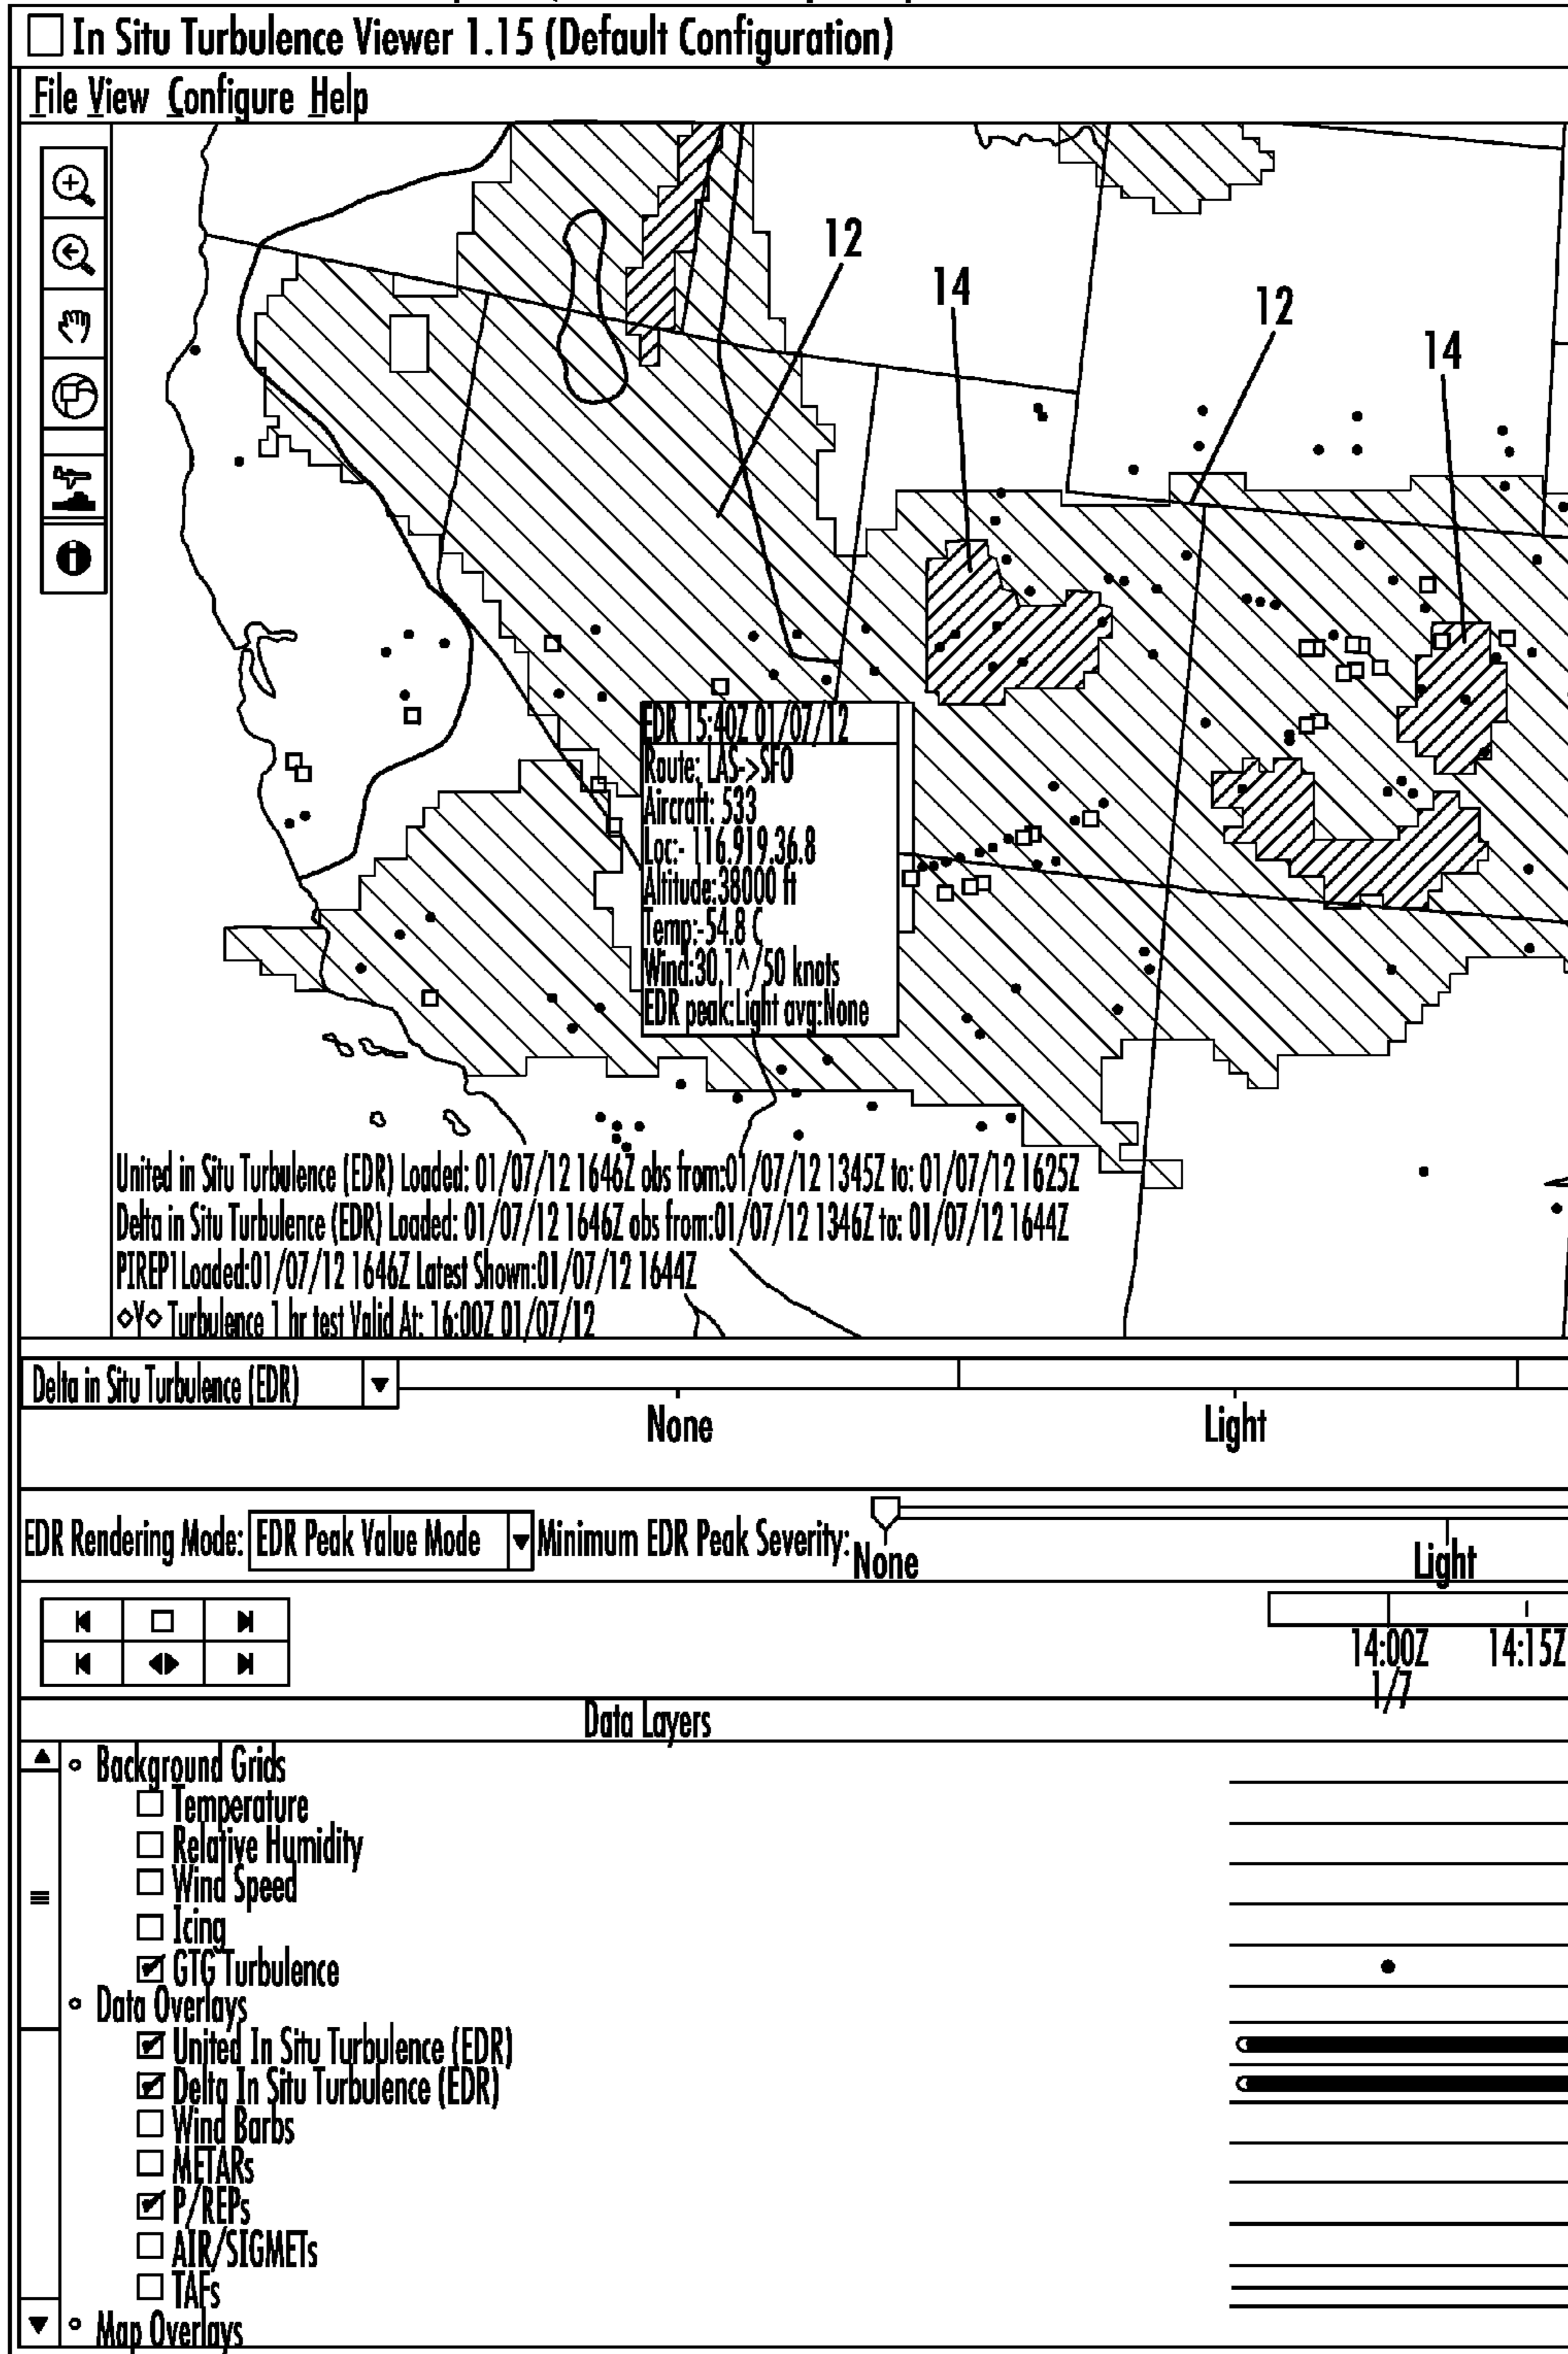 In Situ Turbulence Viewer 1.15 (Default Configuration)
File View Configure Help
12
14
12
14
EDR 15:40Z 01/07/12
Route: LAS->SFO
Aircraft: 533
Loc:- 116.919.36.8
Altitude:38000 ft
Temp:-54.8 C
Wind:30.1^/50 knots
EDR peak:Light avg:None
United in Situ Turbulence (EDR) Loaded: 01/07/12 1646Z obs from:01/07/12 1345Z to: 01/07/12 1625Z
Delta in Situ Turbulence (EDR) Loaded: 01/07/12 1646Z obs from:01/07/12 1346Z to: 01/07/12 1644Z
PIREP1Loaded:01/07/12 1646Z Latest Shown:01/07/12 1644Z
◇Y◇ Turbulence 1 hr test Valid At: 16:00Z 01/07/12
Delta in Situ Turbulence (EDR)
None Light
EDR Rendering Mode: EDR Peak Value Mode Minimum EDR Peak Severity: None Light
14:00Z 14:15Z
1/7
Data Layers
Background Grids
Temperature
Relative Humidity
Wind Speed
Icing
GTG Turbulence
Data Overlays
United In Situ Turbulence (EDR)
Delta In Situ Turbulence (EDR)
Wind Barbs
METARs
P/REPs
AIR/SIGMETs
TAFs
Map Overlays